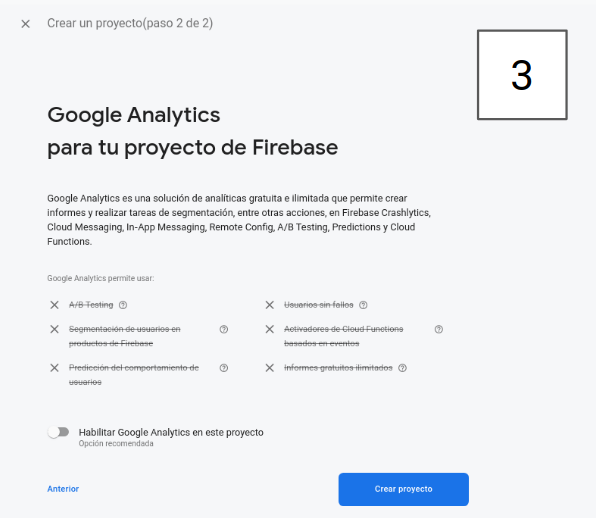 Crear un proyecto(paso 2 de 2)
3
Google Analytics
para tu proyecto de Firebase
Google Analytics es una solución de analíticas gratuita e ilimitada que permite crear
informes y realizar tareas de segmentación, entre otras acciones, en Firebase Crashlytics,
Cloud Messaging, In-App Messaging, Remote Config, A/B Testing, Predictions y Cloud
Functions.
Google Analytics permite usar:
A/B Testing
Usuarios sin fallos
Segmentación de usuarios en
productos de Firebase
Activadores de Cloud Functions
basados en eventos
Predicción del comportamiento de
usuarios
Informes gratuitos ilimitados
Habilitar Google Analytics en este proyecto
Opción recomendada
Anterior
Crear proyecto